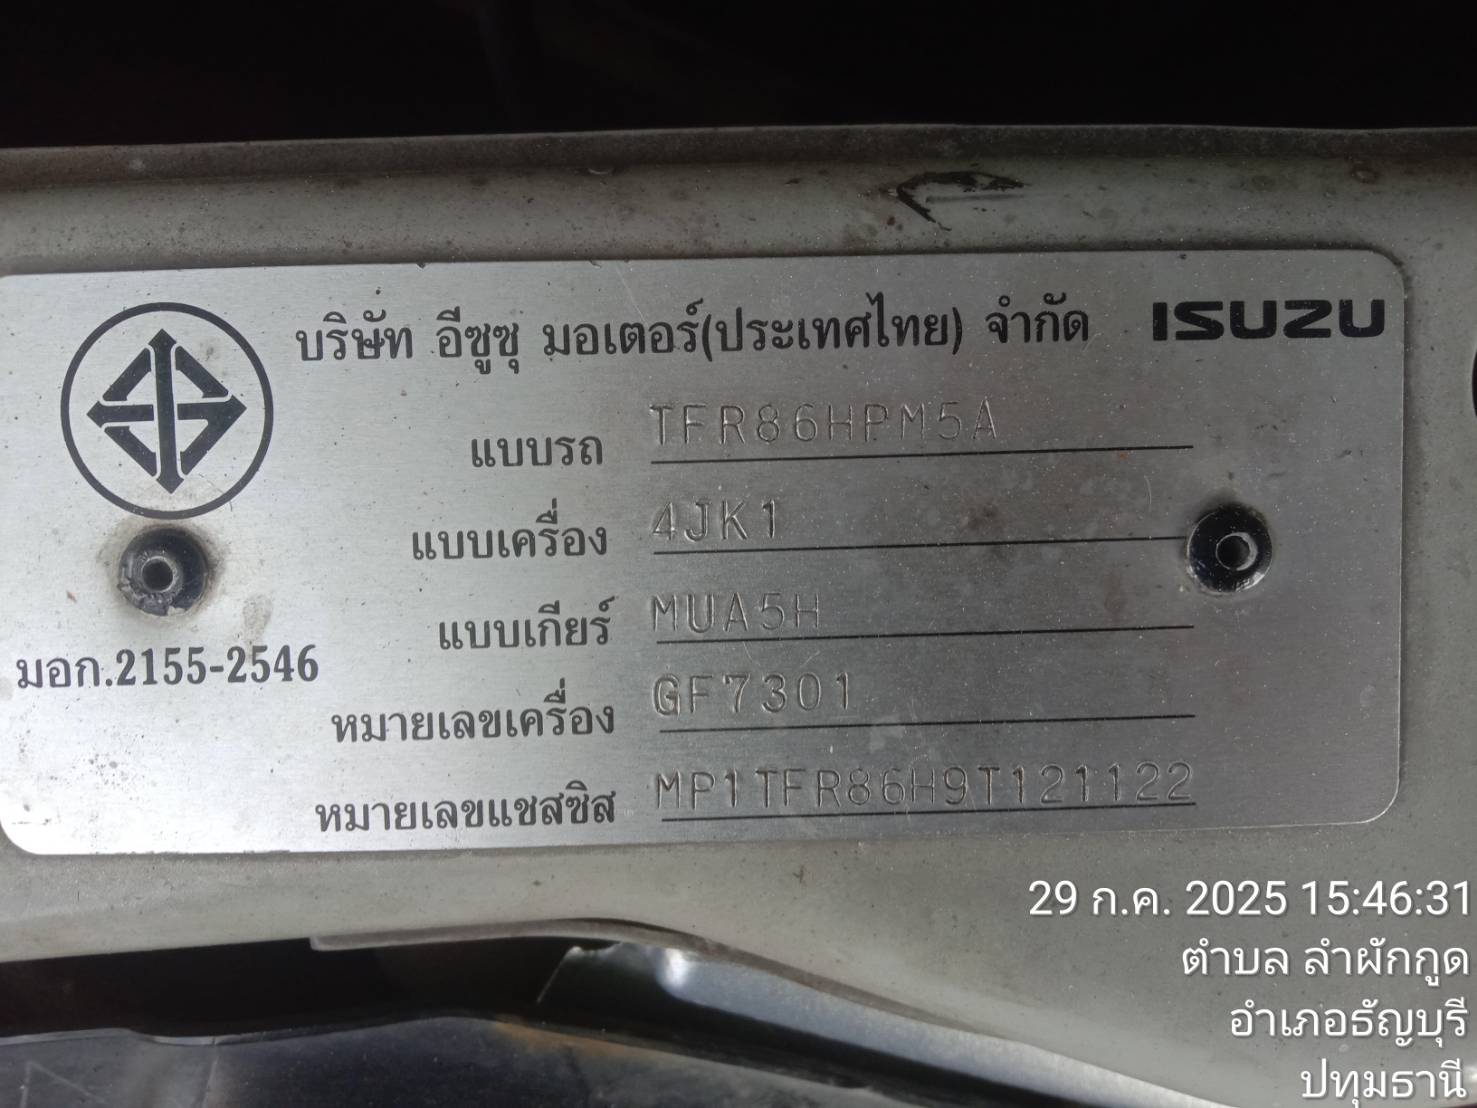 บริษัท อีซูซุ มอเตอร์(ประเทศไทย) จำกัด ISUZU
แบบรถ TFR86HPM5A
แบบเครื่อง 4JK1
แบบเกียร์ MUA5H
มอก.2155-2546
หมายเลขเครื่อง GF7301
หมายเลขแชสซิส MP1TFR86H9T121122
29 ก.ค. 2025 15:46:31
ตำบล ลำผักกูด
อำเภอธัญบุรี
ปทุมธานี